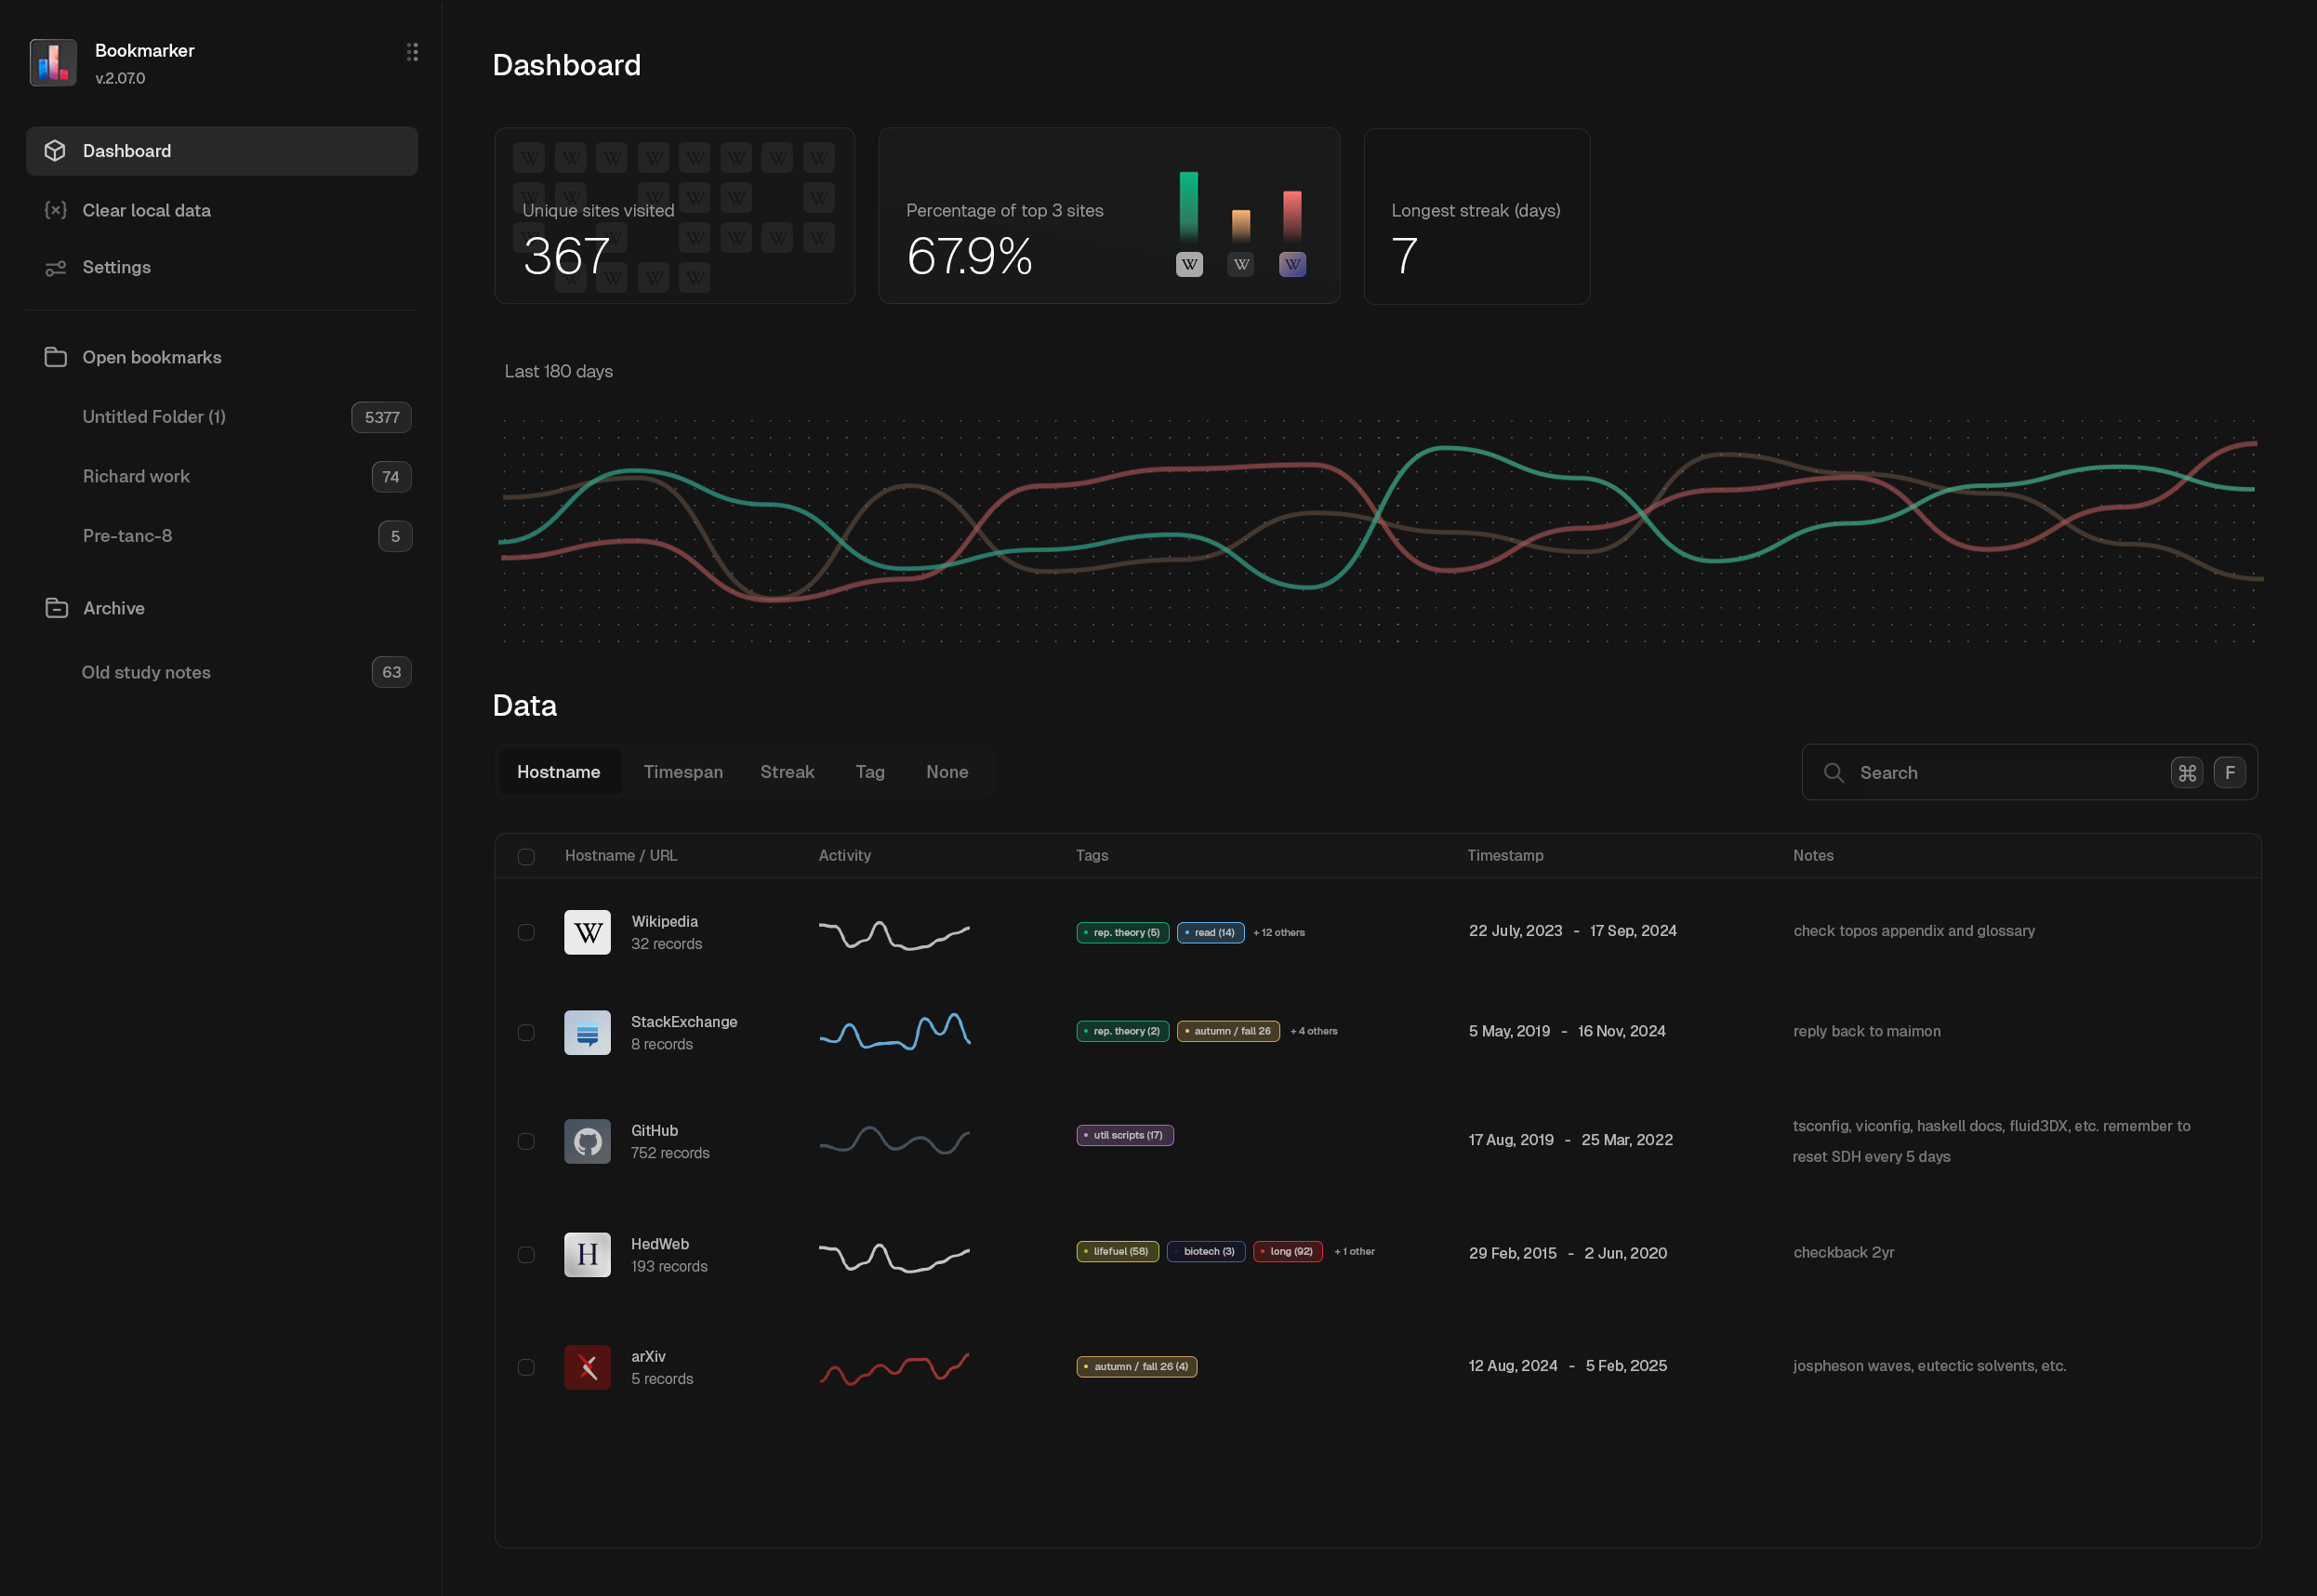 Bookmarker
v.2.07.0
Dashboard
Clear local data
Settings
Open bookmarks
Untitled Folder (1) 5377
Richard work 74
Pre-tanc-8 5
Archive
Old study notes 63
Dashboard
Unique sites visited
367
Percentage of top 3 sites
67.9%
W W W
Longest streak (days)
7
Last 180 days
Data
Hostname Timespan Streak Tag None
Search ⌘ F
Hostname / URL Activity Tags Timestamp Notes
W Wikipedia
32 records
rep. theory (5) read (14) + 12 others
22 July, 2023 - 17 Sep, 2024
check topos appendix and glossary
StackExchange
8 records
rep. theory (2) autumn / fall 26 + 4 others
5 May, 2019 - 16 Nov, 2024
reply back to maimon
GitHub
752 records
util scripts (17)
17 Aug, 2019 - 25 Mar, 2022
tsconfig, viconfig, haskell docs, fluid3DX, etc. remember to
reset SDH every 5 days
H HedWeb
193 records
lifefuel (58) biotech (3) long (92) + 1 other
29 Feb, 2015 - 2 Jun, 2020
checkback 2yr
arXiv
5 records
autumn / fall 26 (4)
12 Aug, 2024 - 5 Feb, 2025
jospheson waves, eutectic solvents, etc.